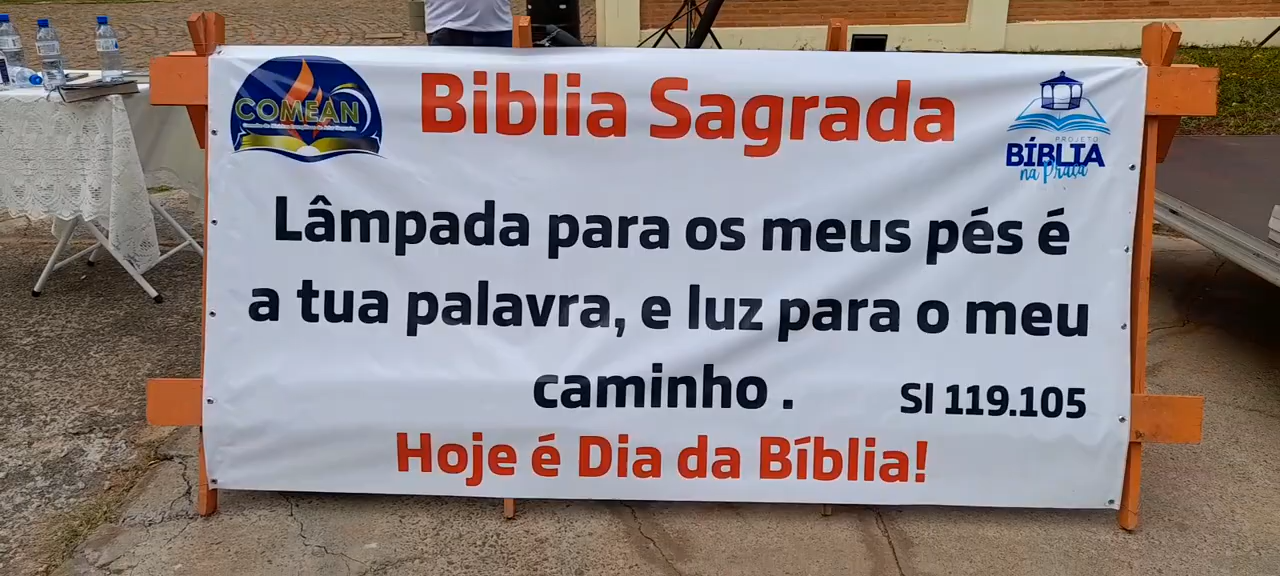 COMEAN
Biblia Sagrada
PROJETO
BÍBLIA
na Praça
Lâmpada para os meus pés é
a tua palavra, e luz para o meu
caminho .
Sl 119.105
Hoje é Dia da Bíblia!